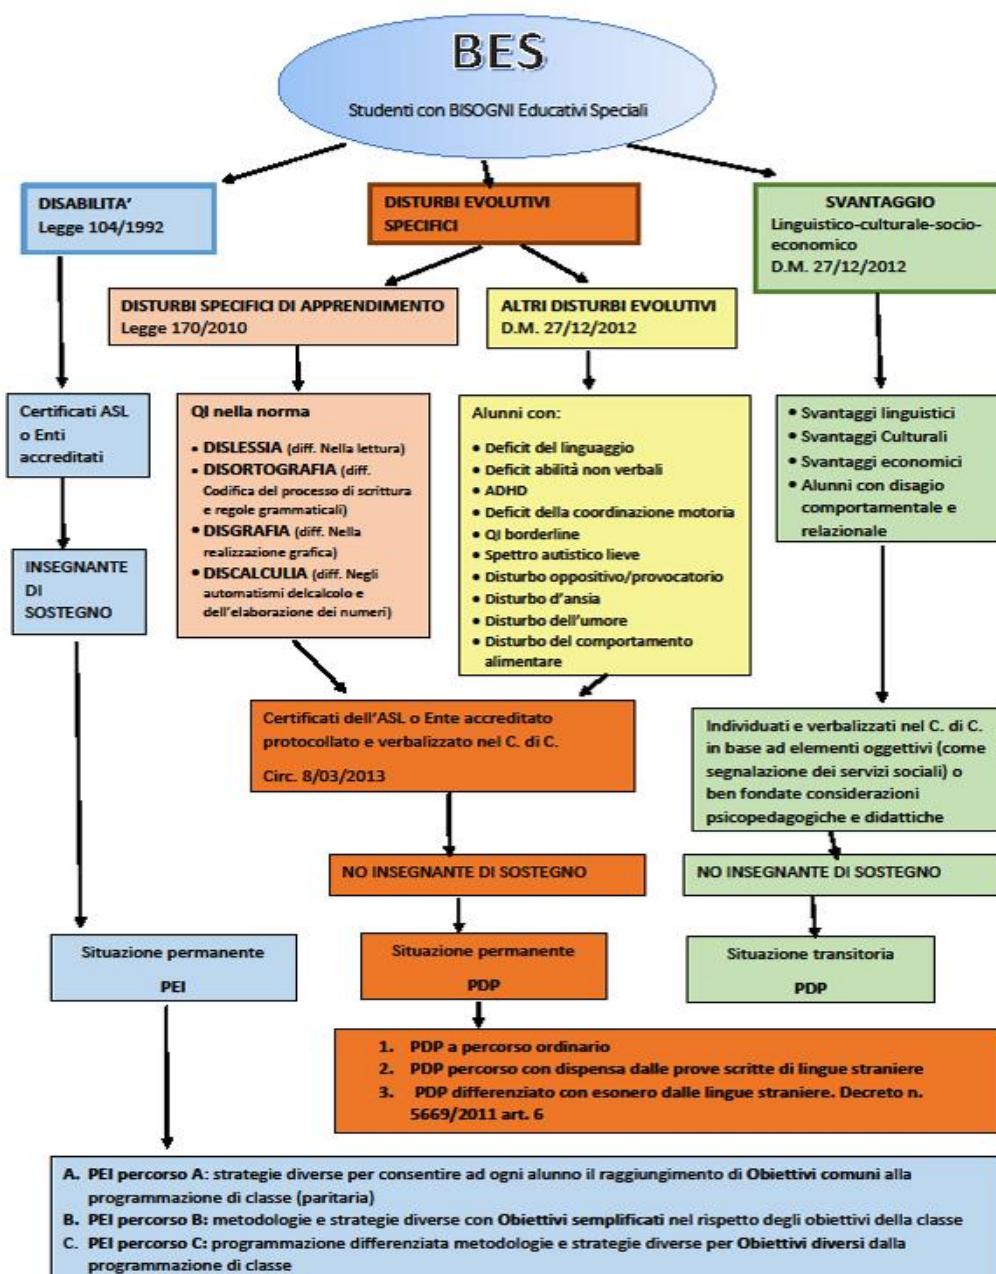 BES
Studenti con BISOGNI Educativi Speciali
DISABILITA'
Legge 104/1992
DISTURBI EVOLUTIVI
SPECIFICI
SVANTAGGIO
Linguistico-culturale-socio-
economico
D.M. 27/12/2012
DISTURBI SPECIFICI DI APPRENDIMENTO
Legge 170/2010
ALTRI DISTURBI EVOLUTIVI
D.M. 27/12/2012
Certificati ASL
o Enti
accreditati
QI nella norma
• DISLESSIA (diff. Nella lettura)
• DISORTOGRAFIA (diff.
Codifica del processo di scrittura
e regole grammaticali)
• DISGRAFIA (diff. Nella
realizzazione grafica)
• DISCALCULIA (diff. Negli
automatismi delcalcolo e
dell'elaborazione dei numeri)
Alunni con:
• Deficit del linguaggio
• Deficit abilità non verbali
• ADHD
• Deficit della coordinazione motoria
• QI borderline
• Spettro autistico lieve
• Disturbo oppositivo/provocatorio
• Disturbo d'ansia
• Disturbo dell'umore
• Disturbo del comportamento
alimentare
• Svantaggi linguistici
• Svantaggi Culturali
• Svantaggi economici
• Alunni con disagio
comportamentale e
relazionale
INSEGNANTE
DI
SOSTEGNO
Certificati dell'ASL o Ente accreditato
protocollato e verbalizzato nel C. di C.
Circ. 8/03/2013
Individuati e verbalizzati nel C. di C.
in base ad elementi oggettivi (come
segnalazione dei servizi sociali) o
ben fondate considerazioni
psicopedagogiche e didattiche
NO INSEGNANTE DI SOSTEGNO
NO INSEGNANTE DI SOSTEGNO
Situazione permanente
PEI
Situazione permanente
PDP
Situazione transitoria
PDP
1. PDP a percorso ordinario
2. PDP percorso con dispensa dalle prove scritte di lingue straniere
3. PDP differenziato con esonero dalle lingue straniere. Decreto n.
5669/2011 art. 6
A. PEI percorso A: strategie diverse per consentire ad ogni alunno il raggiungimento di Obiettivi comuni alla
programmazione di classe (paritaria)
B. PEI percorso B: metodologie e strategie diverse con Obiettivi semplificati nel rispetto degli obiettivi della classe
C. PEI percorso C: programmazione differenziata metodologie e strategie diverse per Obiettivi diversi dalla
programmazione di classe